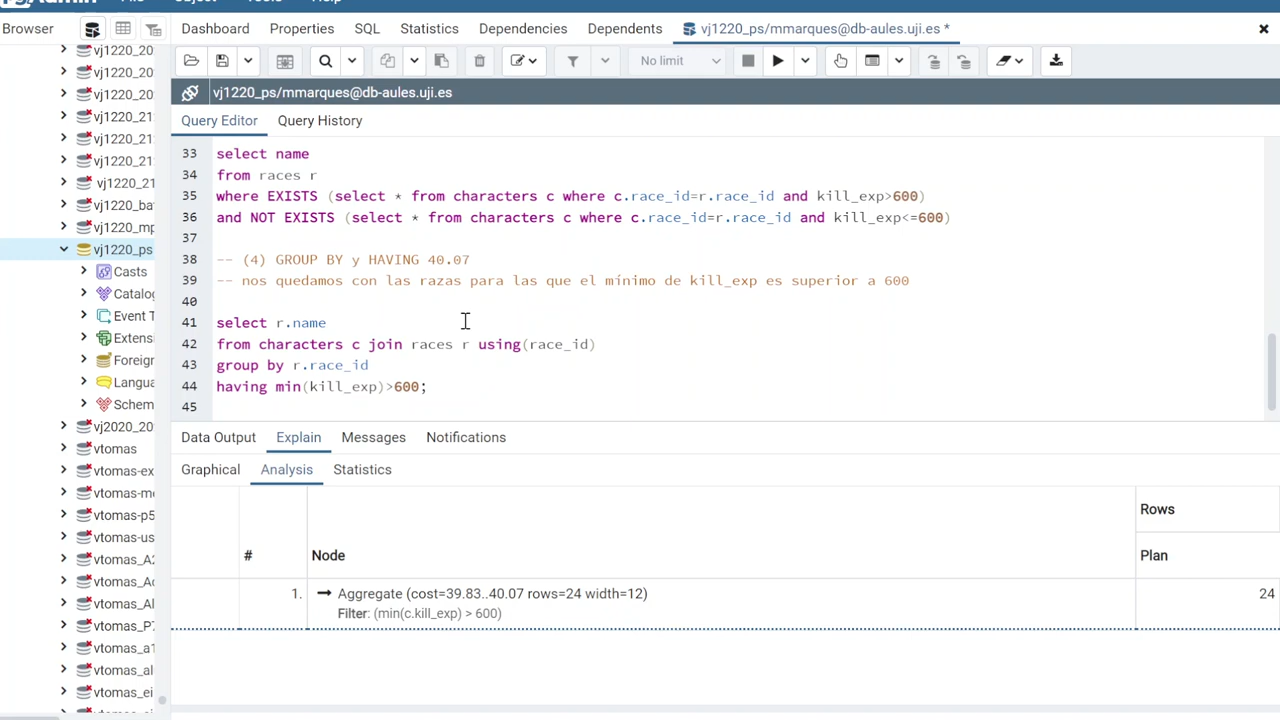 Browser
Dashboard Properties SQL Statistics Dependencies Dependents vj1220_ps/mmarques@db-aules.uji.es *
No limit
vj1220_ps/mmarques@db-aules.uji.es
Query Editor Query History
vj1220_20
vj1220_20
vj1220_20
vj1220_21
vj1220_21
vj1220_21
vj1220_21
vj1220_ba
vj1220_mp
vj1220_ps
Casts
Catalog
Event T
Extens
Foreign
Langua
Schem
vj2020_20
vtomas
vtomas-ex
vtomas-me
vtomas-p5
vtomas-us
vtomas_A2
vtomas_Ac
vtomas_Al
vtomas_P7
vtomas_a1
vtomas_al
vtomas_ei
33 select name
34 from races r
35 where EXISTS (select * from characters c where c.race_id=r.race_id and kill_exp>600)
36 and NOT EXISTS (select * from characters c where c.race_id=r.race_id and kill_exp<=600)
37
38 -- (4) GROUP BY y HAVING 40.07
39 -- nos quedamos con las razas para las que el mínimo de kill_exp es superior a 600
40
41 select r.name
42 from characters c join races r using(race_id)
43 group by r.race_id
44 having min(kill_exp)>600;
45
Data Output Explain Messages Notifications
Graphical Analysis Statistics
Rows
# Node Plan
1. Aggregate (cost=39.83..40.07 rows=24 width=12) 24
Filter: (min(c.kill_exp) > 600)